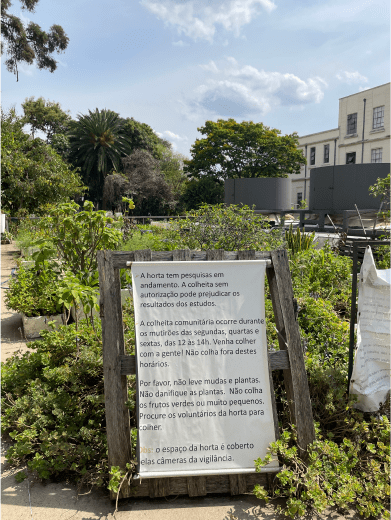 A horta tem pesquisas em
andamento. A colheita sem
autorização pode prejudicar os
resultados dos estudos.
A colheita comunitária ocorre durante
os mutirões das segundas, quartas e
sextas, das 12 às 14h. Venha colher
com a gente! Não colha fora destes
horários.
Por favor, não leve mudas e plantas.
Não danifique as plantas. Não colha
os frutos verdes ou muito pequenos.
Procure os voluntários da horta para
colher.
o espaço da horta é coberto
pelas câmeras da vigilância.